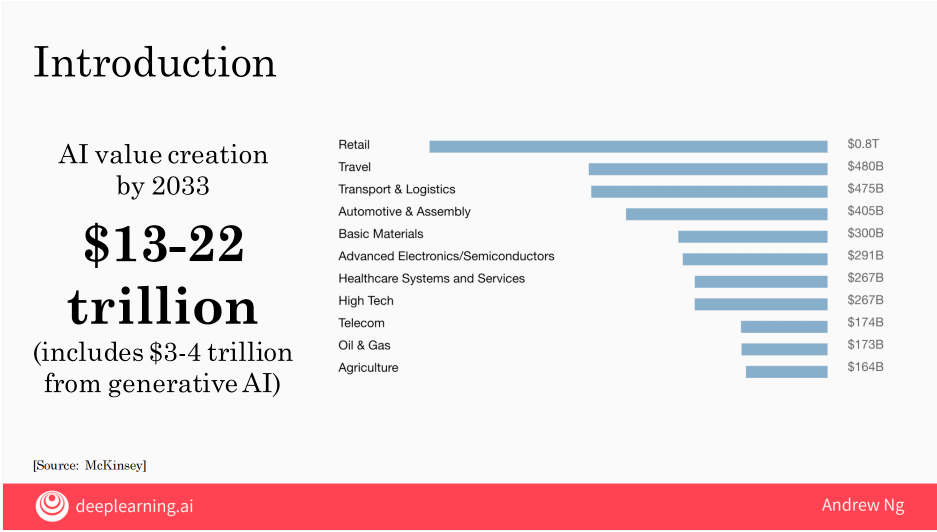 Introduction
AI value creation
by 2033
$13-22
trillion
(includes $3-4 trillion
from generative AI)
Retail $0.8T
Travel $480B
Transport & Logistics $475B
Automotive & Assembly $405B
Basic Materials $300B
Advanced Electronics/Semiconductors $291B
Healthcare Systems and Services $267B
High Tech $267B
Telecom $174B
Oil & Gas $173B
Agriculture $164B
[Source: McKinsey]
deeplearning.ai Andrew Ng